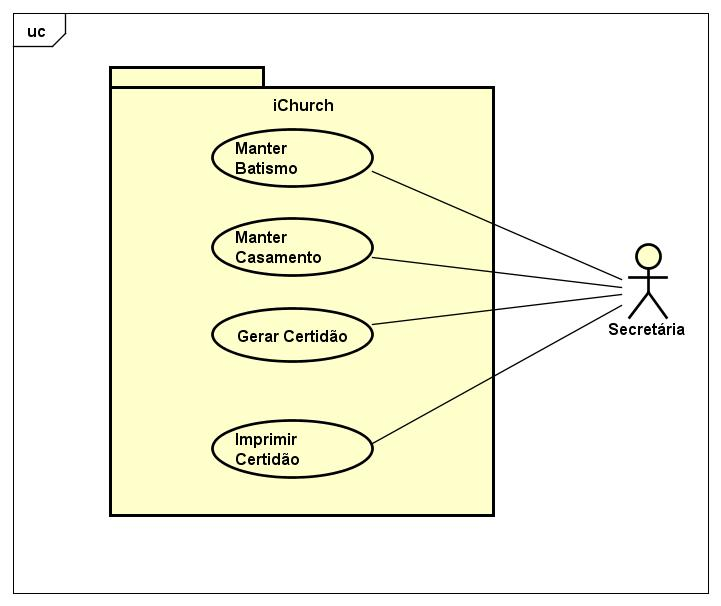 uc
iChurch
Manter
Batismo
Manter
Casamento
Gerar Certidão
Imprimir
Certidão
Secretária